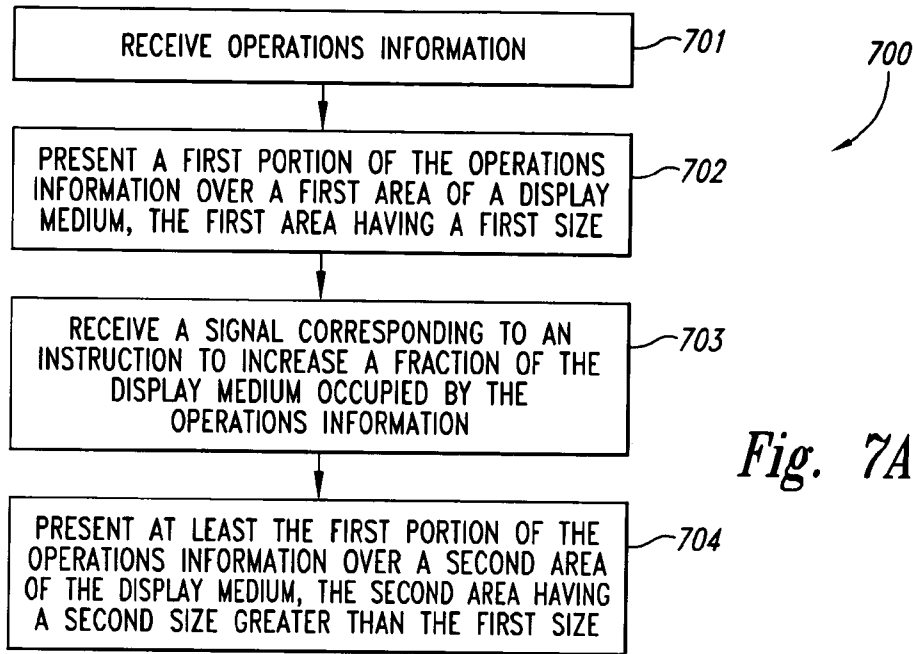 RECEIVE OPERATIONS INFORMATION
701
700
PRESENT A FIRST PORTION OF THE OPERATIONS
INFORMATION OVER A FIRST AREA OF A DISPLAY
MEDIUM, THE FIRST AREA HAVING A FIRST SIZE
702
RECEIVE A SIGNAL CORRESPONDING TO AN
INSTRUCTION TO INCREASE A FRACTION OF THE
DISPLAY MEDIUM OCCUPIED BY THE
OPERATIONS INFORMATION
703
Fig. 7A
PRESENT AT LEAST THE FIRST PORTION OF THE
OPERATIONS INFORMATION OVER A SECOND AREA
OF THE DISPLAY MEDIUM, THE SECOND AREA HAVING
A SECOND SIZE GREATER THAN THE FIRST SIZE
704